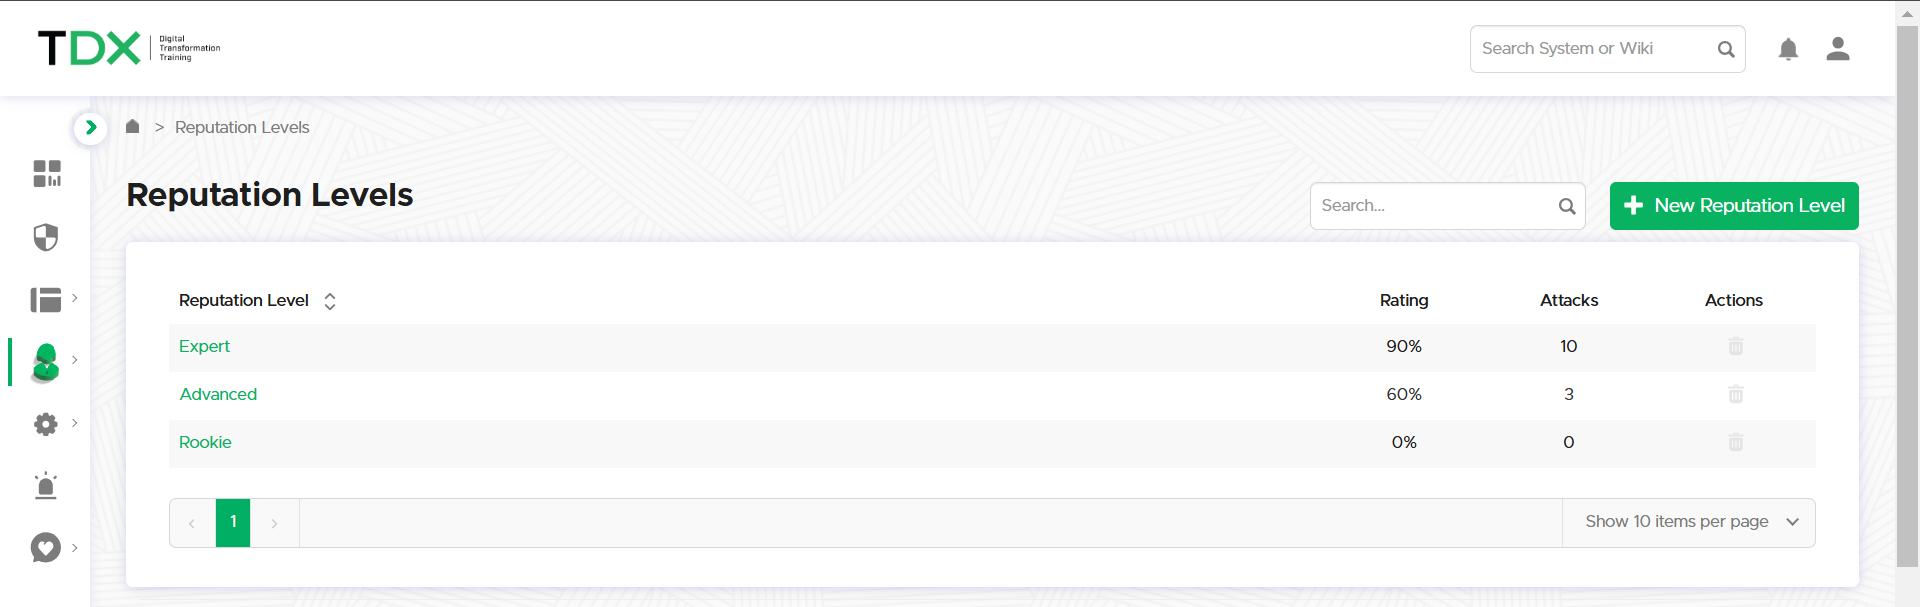 TDX
Digital
Transformation
Training
Search System or Wiki
> Reputation Levels
Reputation Levels
Search...
New Reputation Level
Reputation Level Rating Attacks Actions
Expert 90% 10
Advanced 60% 3
Rookie 0% 0
‹ 1 ›
Show 10 items per page